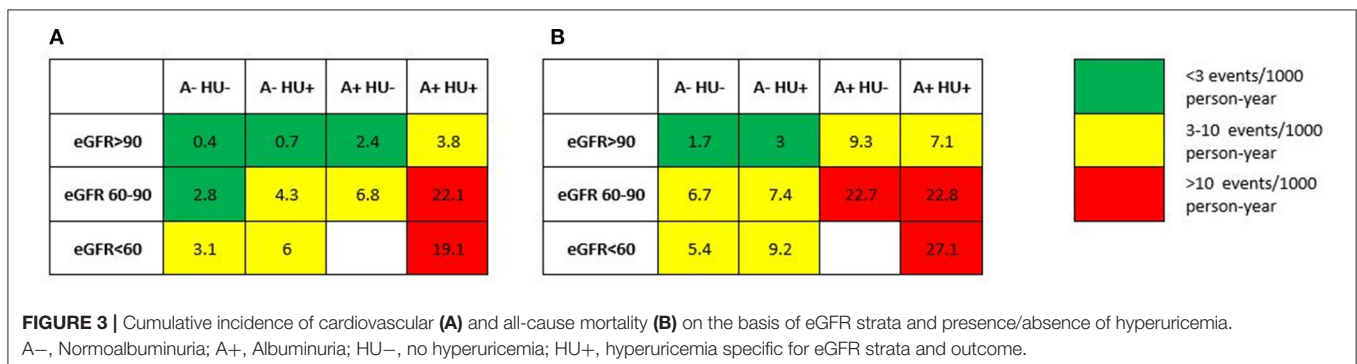 A
A- HU- A- HU+ A+ HU- A+ HU+
eGFR>90 0.4 0.7 2.4 3.8
eGFR 60-90 2.8 4.3 6.8 22.1
eGFR<60 3.1 6 19.1
B
A- HU- A- HU+ A+ HU- A+ HU+
eGFR>90 1.7 3 9.3 7.1
eGFR 60-90 6.7 7.4 22.7 22.8
eGFR<60 5.4 9.2 27.1
<3 events/1000
person-year
3-10 events/1000
person-year
>10 events/1000
person-year
FIGURE 3 | Cumulative incidence of cardiovascular (A) and all-cause mortality (B) on the basis of eGFR strata and presence/absence of hyperuricemia.
A−, Normoalbuminuria; A+, Albuminuria; HU−, no hyperuricemia; HU+, hyperuricemia specific for eGFR strata and outcome.